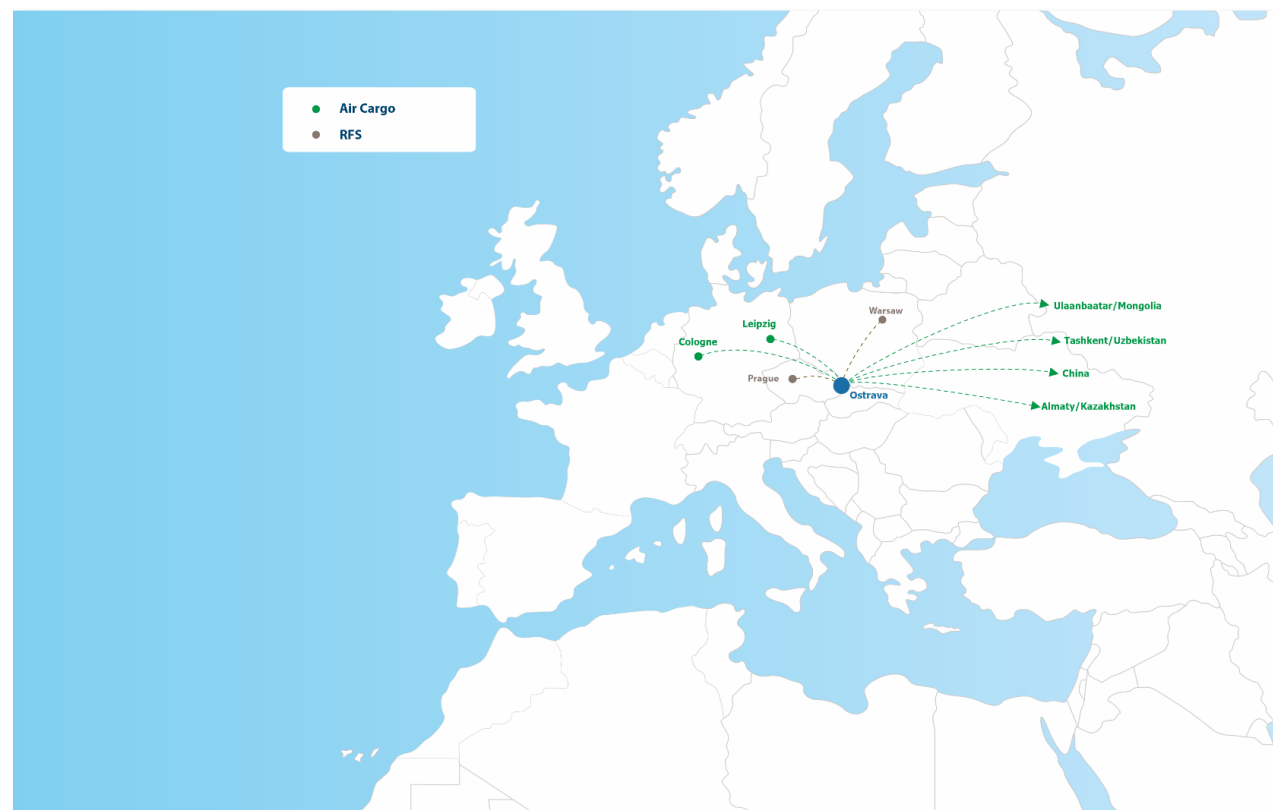 Air Cargo
RFS
Ulaanbaatar/Mongolia
Warsaw
Leipzig
Tashkent/Uzbekistan
Cologne
China
Prague
Ostrava
Almaty/Kazakhstan